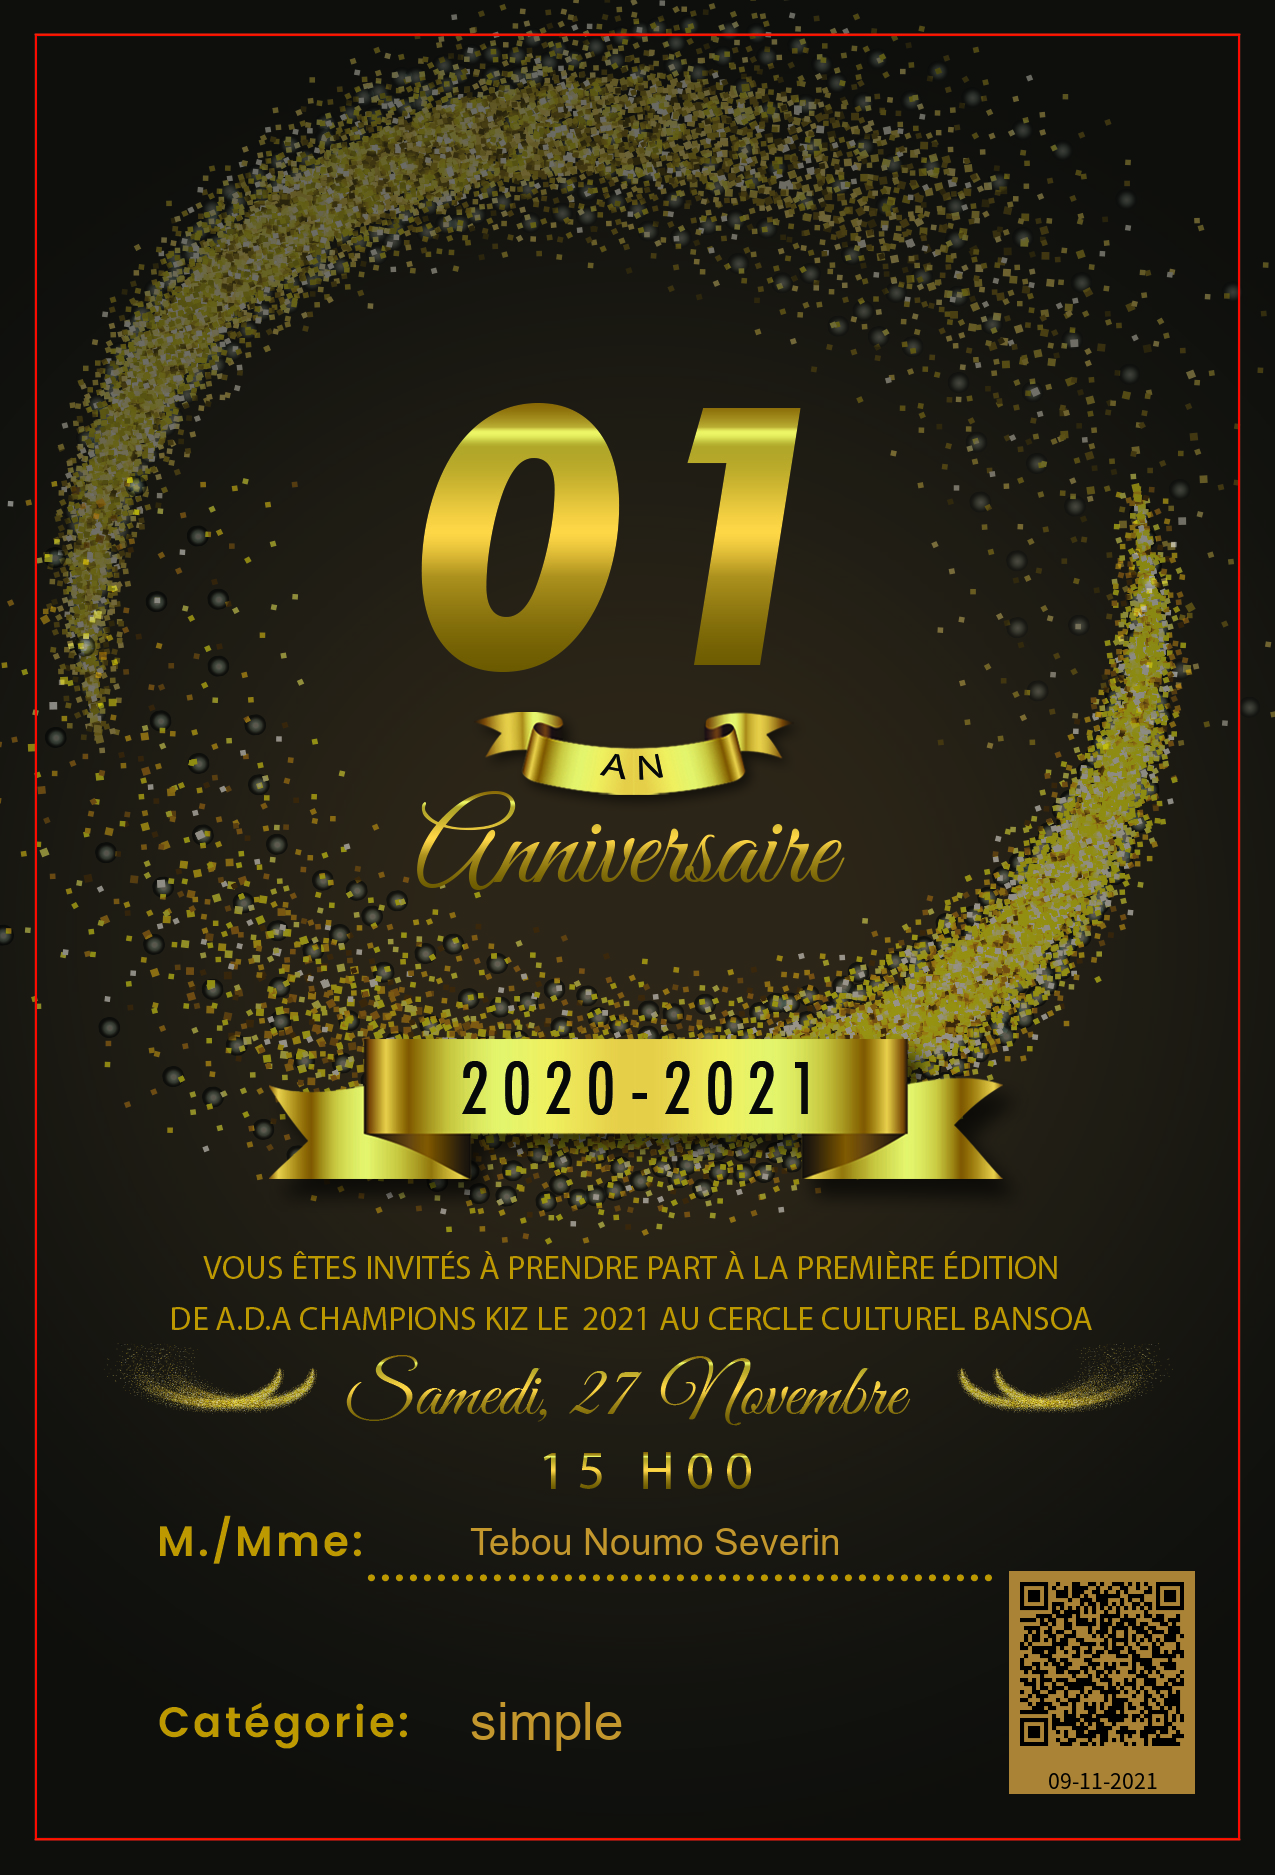 01
AN
Anniversaire
2020-2021
VOUS ÊTES INVITÉS À PRENDRE PART À LA PREMIÈRE ÉDITION
DE A.D.A CHAMPIONS KIZ LE 2021 AU CERCLE CULTUREL BANSOA
Samedi, 27 Novembre
15 H00
M./Mme: Tebou Noumo Severin
Catégorie: simple
09-11-2021